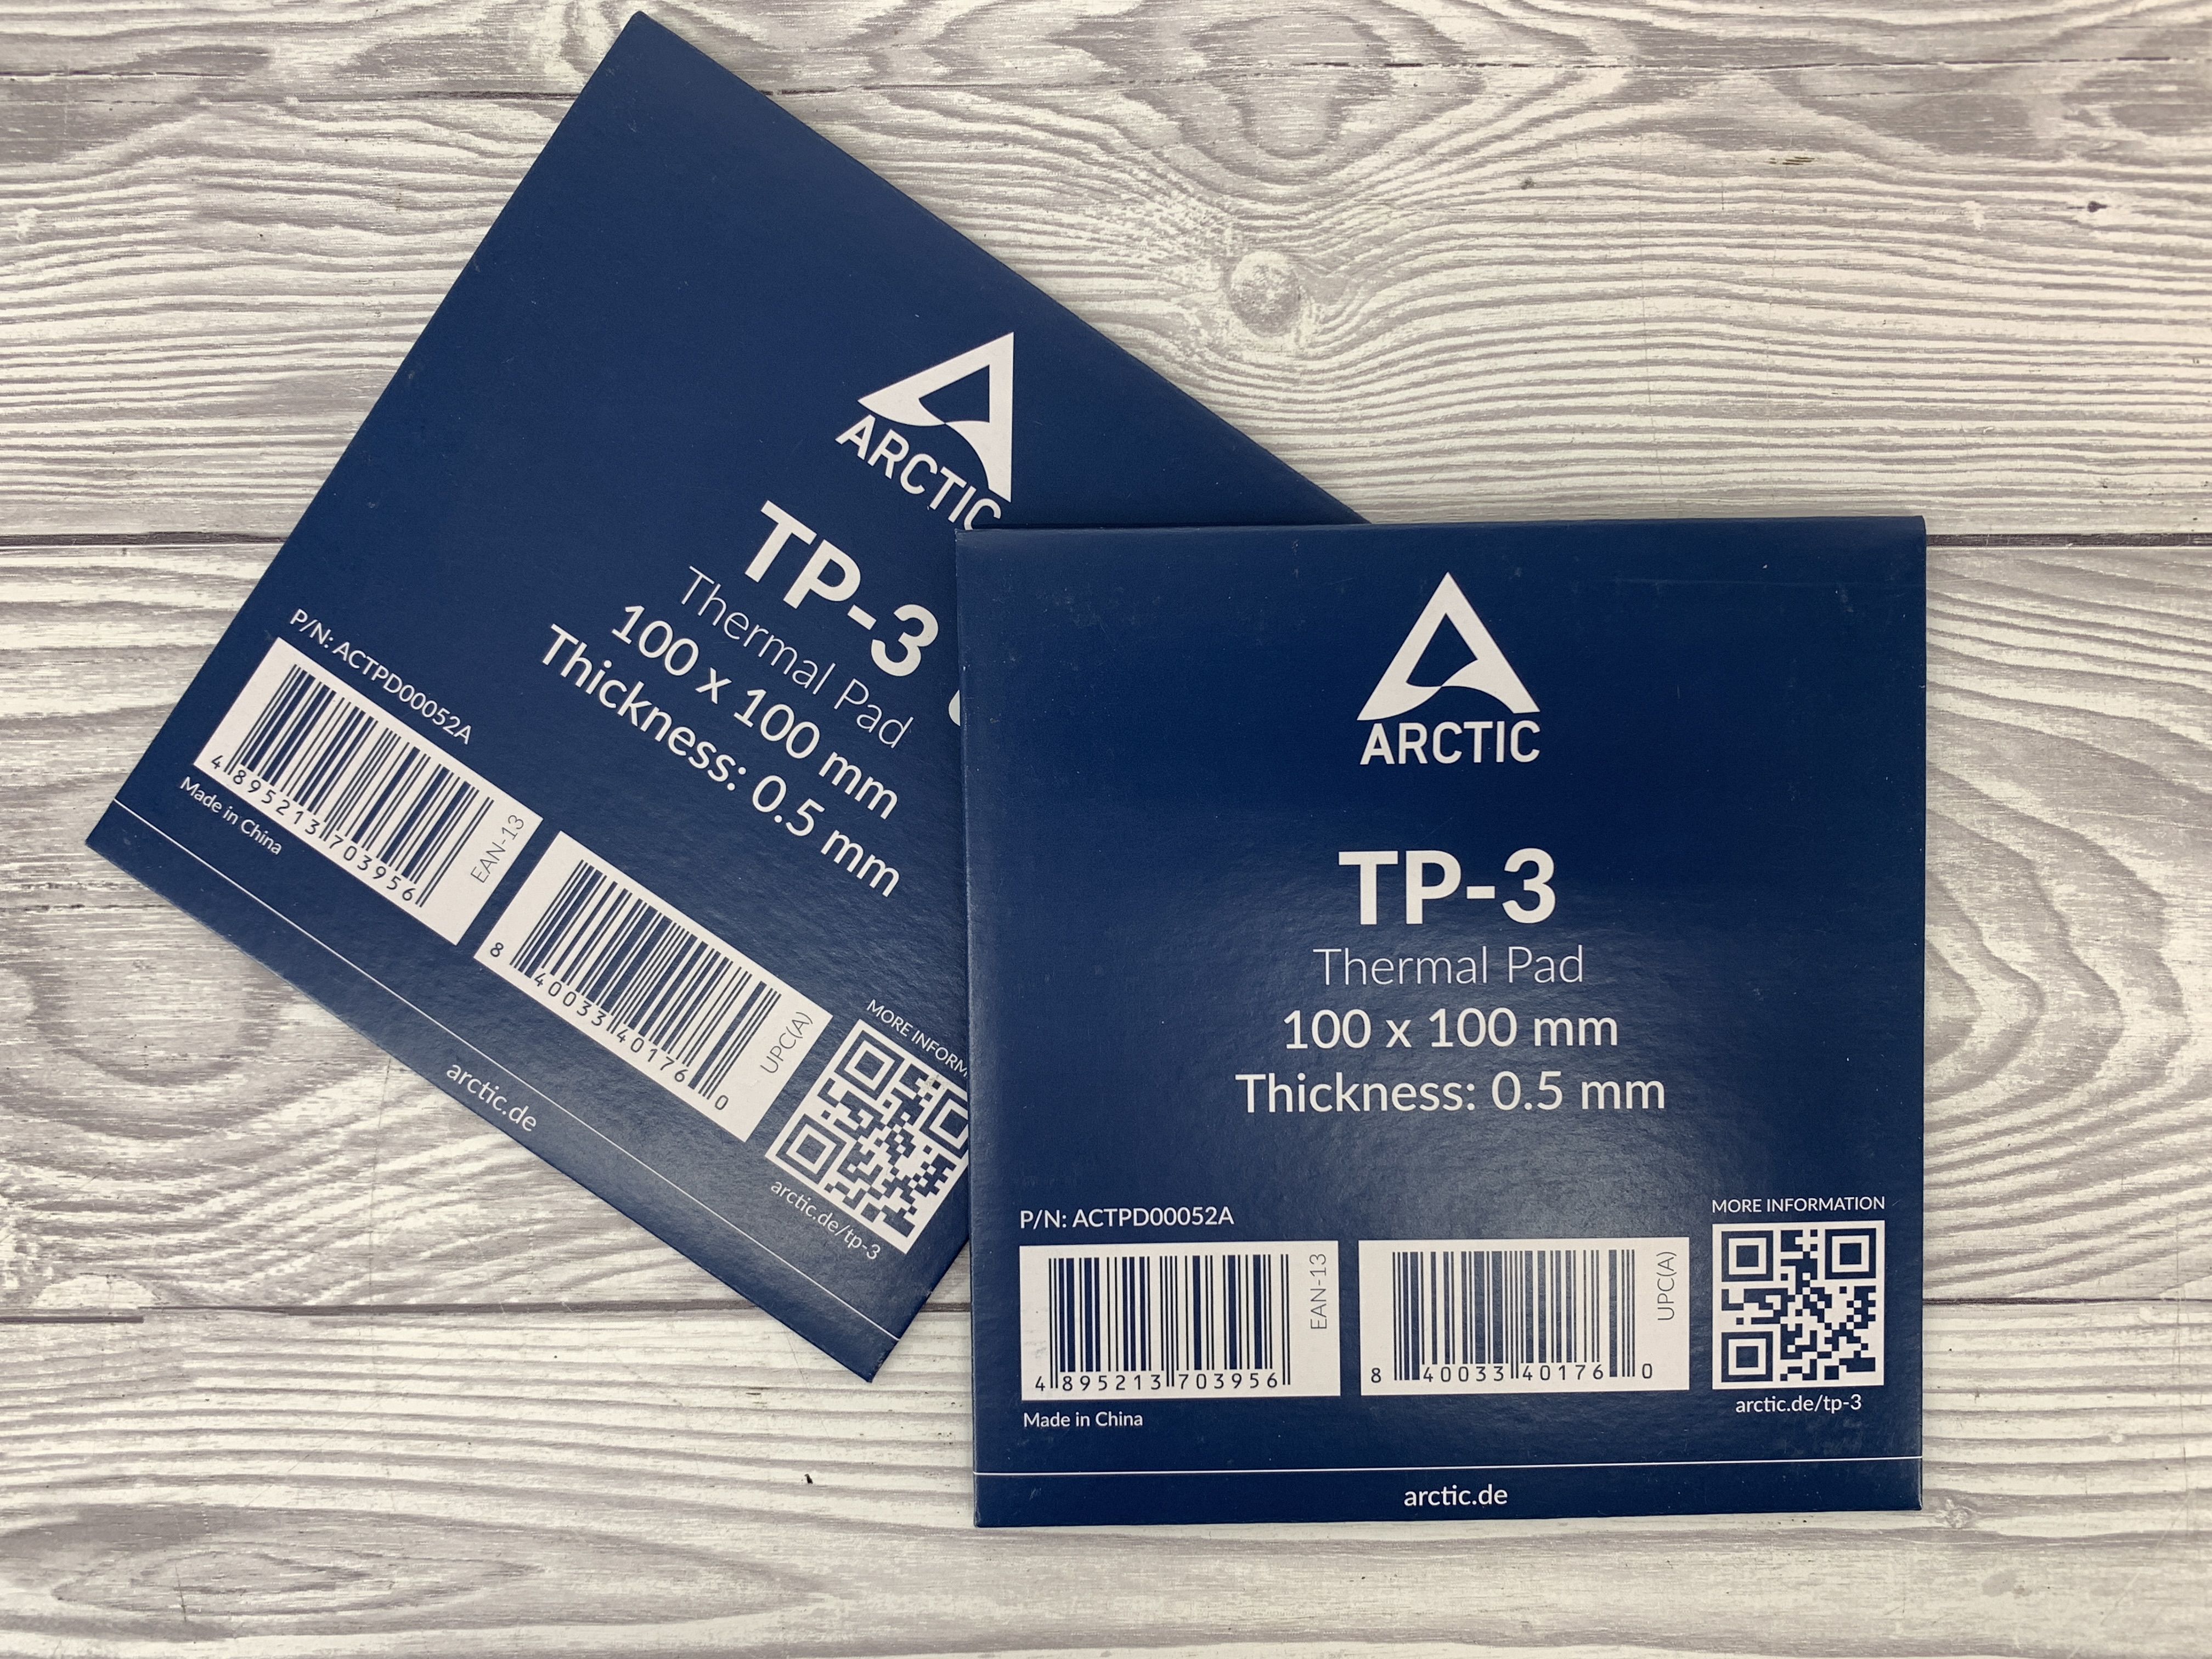 ARCTIC
TP-3
Thermal Pad
100 x 100 mm
Thickness: 0.5 mm
P/N: ACTPD00052A
4 895213 703956
EAN-13
Made in China
8 40033 40176 0
UPC(A)
MORE INFORM
arctic.de/tp-3
arctic.de
ARCTIC
TP-3
Thermal Pad
100 x 100 mm
Thickness: 0.5 mm
P/N: ACTPD00052A
4 895213 703956
EAN-13
Made in China
8 40033 40176 0
UPC(A)
MORE INFORMATION
arctic.de/tp-3
arctic.de